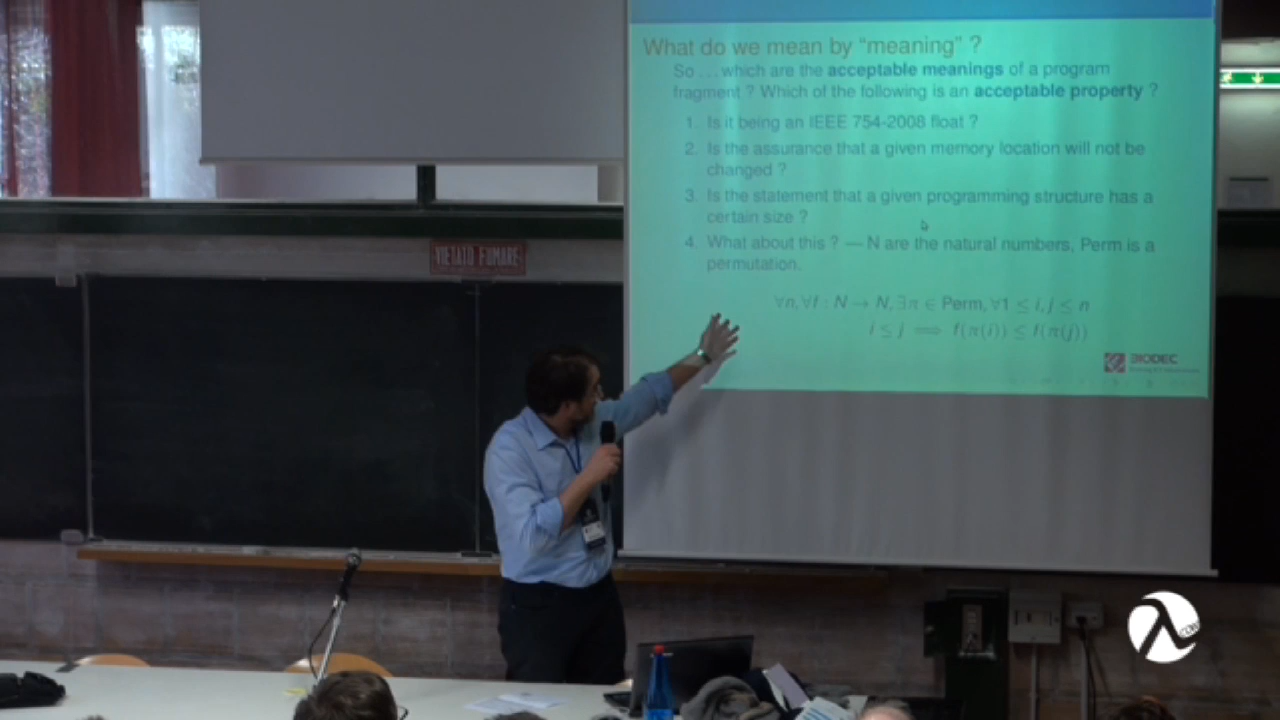 What do we mean by “meaning” ?
So . . . which are the acceptable meanings of a program
fragment ? Which of the following is an acceptable property ?
1. Is it being an IEEE 754-2008 float ?
2. Is the assurance that a given memory location will not be
changed ?
3. Is the statement that a given programming structure has a
certain size ?
4. What about this ? — N are the natural numbers, Perm is a
permutation.
∀n, ∀f : N → N, ∃π ∈ Perm, ∀1 ≤ i, j ≤ n
i ≤ j ⟹ f(π(i)) ≤ f(π(j))
BIODEC
VIETATO FUMARE
λ
CON